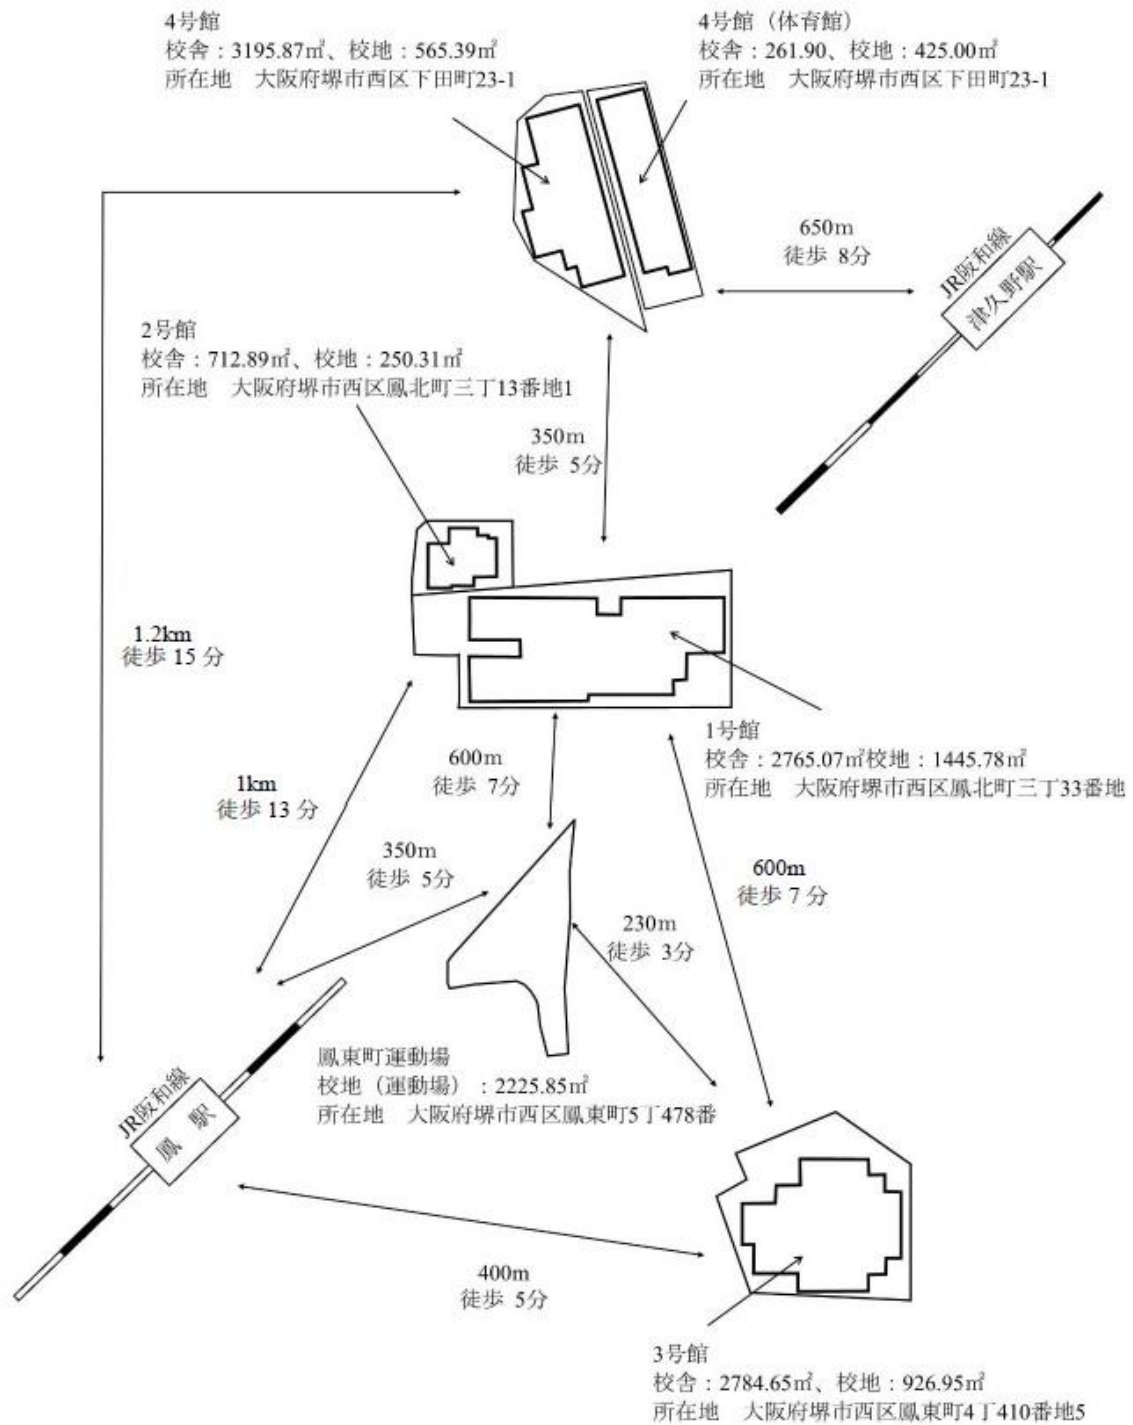 4号館
校舎：3195.87㎡、校地：565.39㎡
所在地　大阪府堺市西区下田町23-1
4号館（体育館）
校舎：261.90、校地：425.00㎡
所在地　大阪府堺市西区下田町23-1
650m
徒歩 8分
JR阪和線
津久野駅
2号館
校舎：712.89㎡、校地：250.31㎡
所在地　大阪府堺市西区鳳北町三丁13番地1
350m
徒歩 5分
1.2km
徒歩 15 分
1号館
校舎：2765.07㎡校地：1445.78㎡
所在地　大阪府堺市西区鳳北町三丁33番地
600m
徒歩 7分
1km
徒歩 13 分
350m
徒歩 5分
600m
徒歩 7 分
230m
徒歩 3分
鳳東町運動場
校地（運動場）：2225.85㎡
所在地　大阪府堺市西区鳳東町5丁478番
JR阪和線
鳳 駅
400m
徒歩 5分
3号館
校舎：2784.65㎡、校地：926.95㎡
所在地　大阪府堺市西区鳳東町4丁410番地5